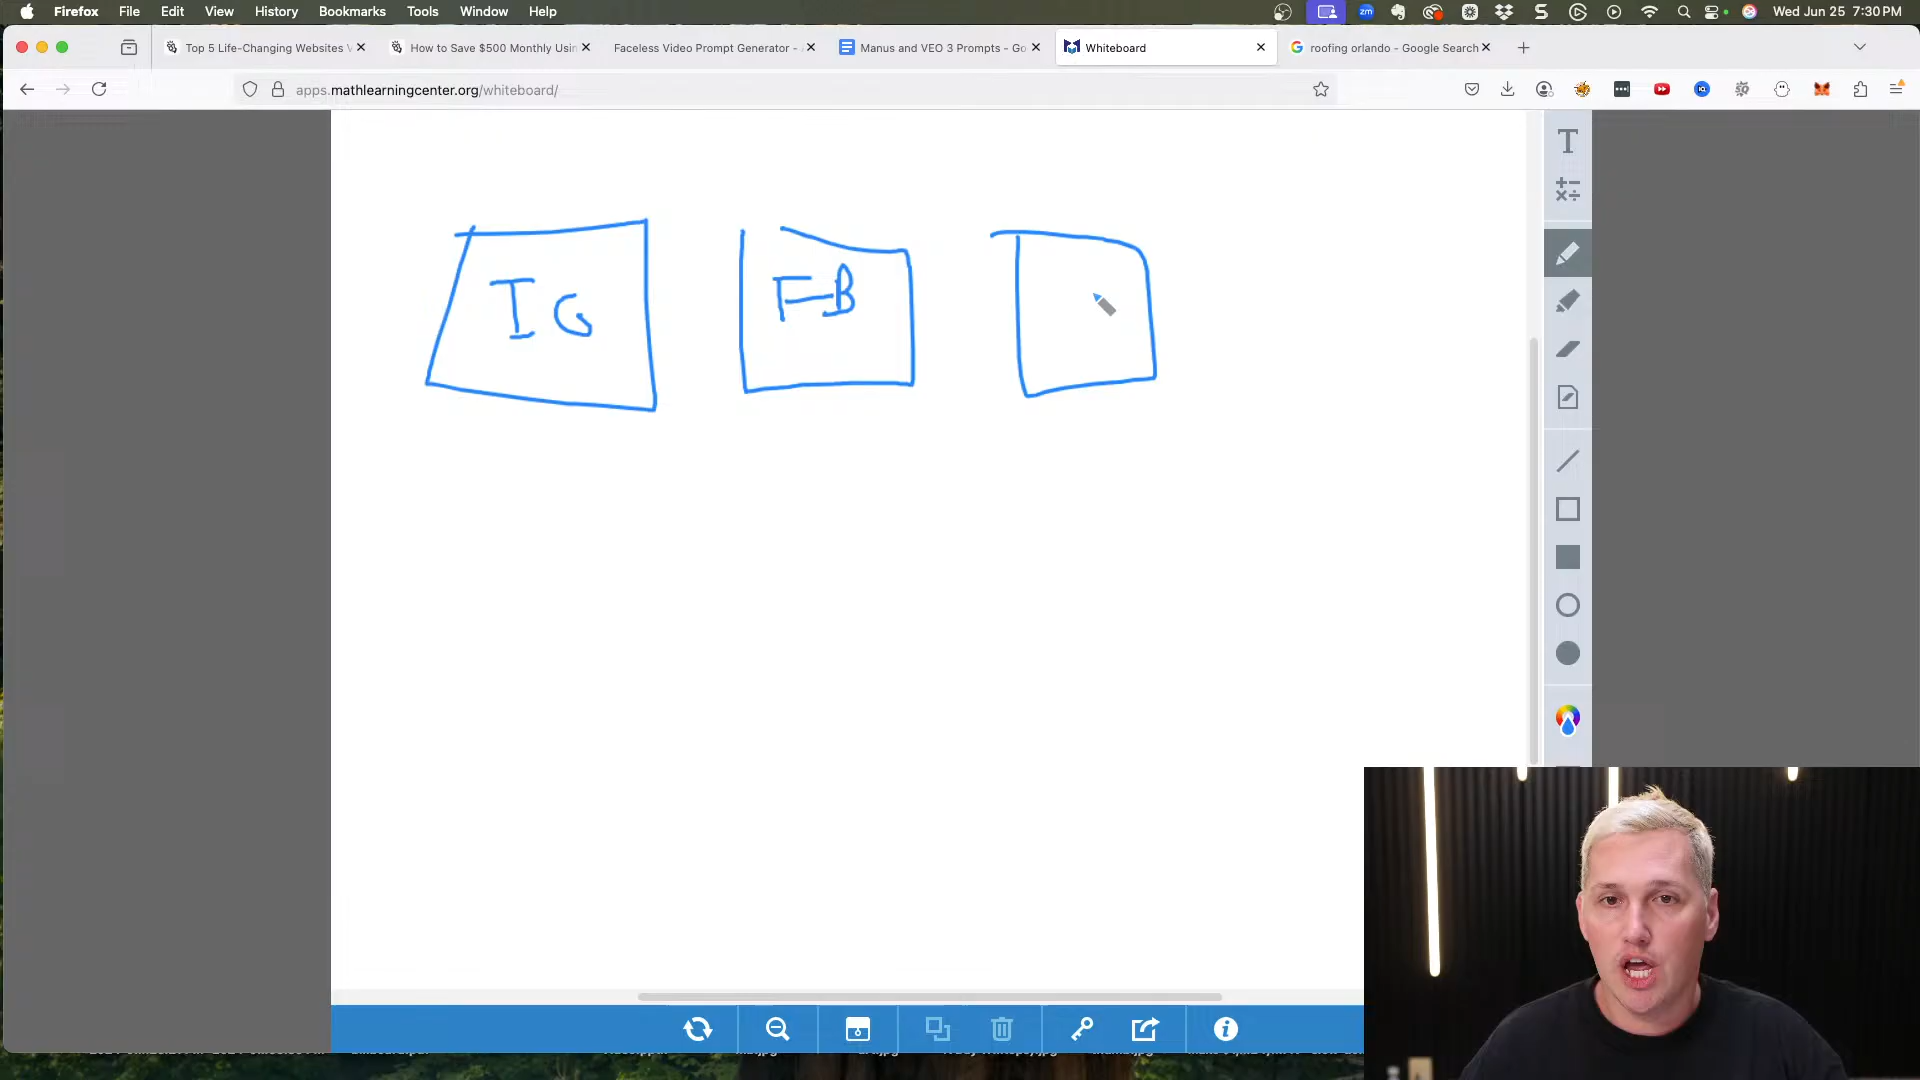 Firefox File Edit View History Bookmarks Tools Window Help
zm
Wed Jun 25 7:30 PM
Top 5 Life-Changing Websites
How to Save $500 Monthly Usin
Faceless Video Prompt Generator -
Manus and VEO 3 Prompts - Go
Whiteboard
roofing orlando - Google Search
apps.mathlearningcenter.org/whiteboard/
T
IG
FB